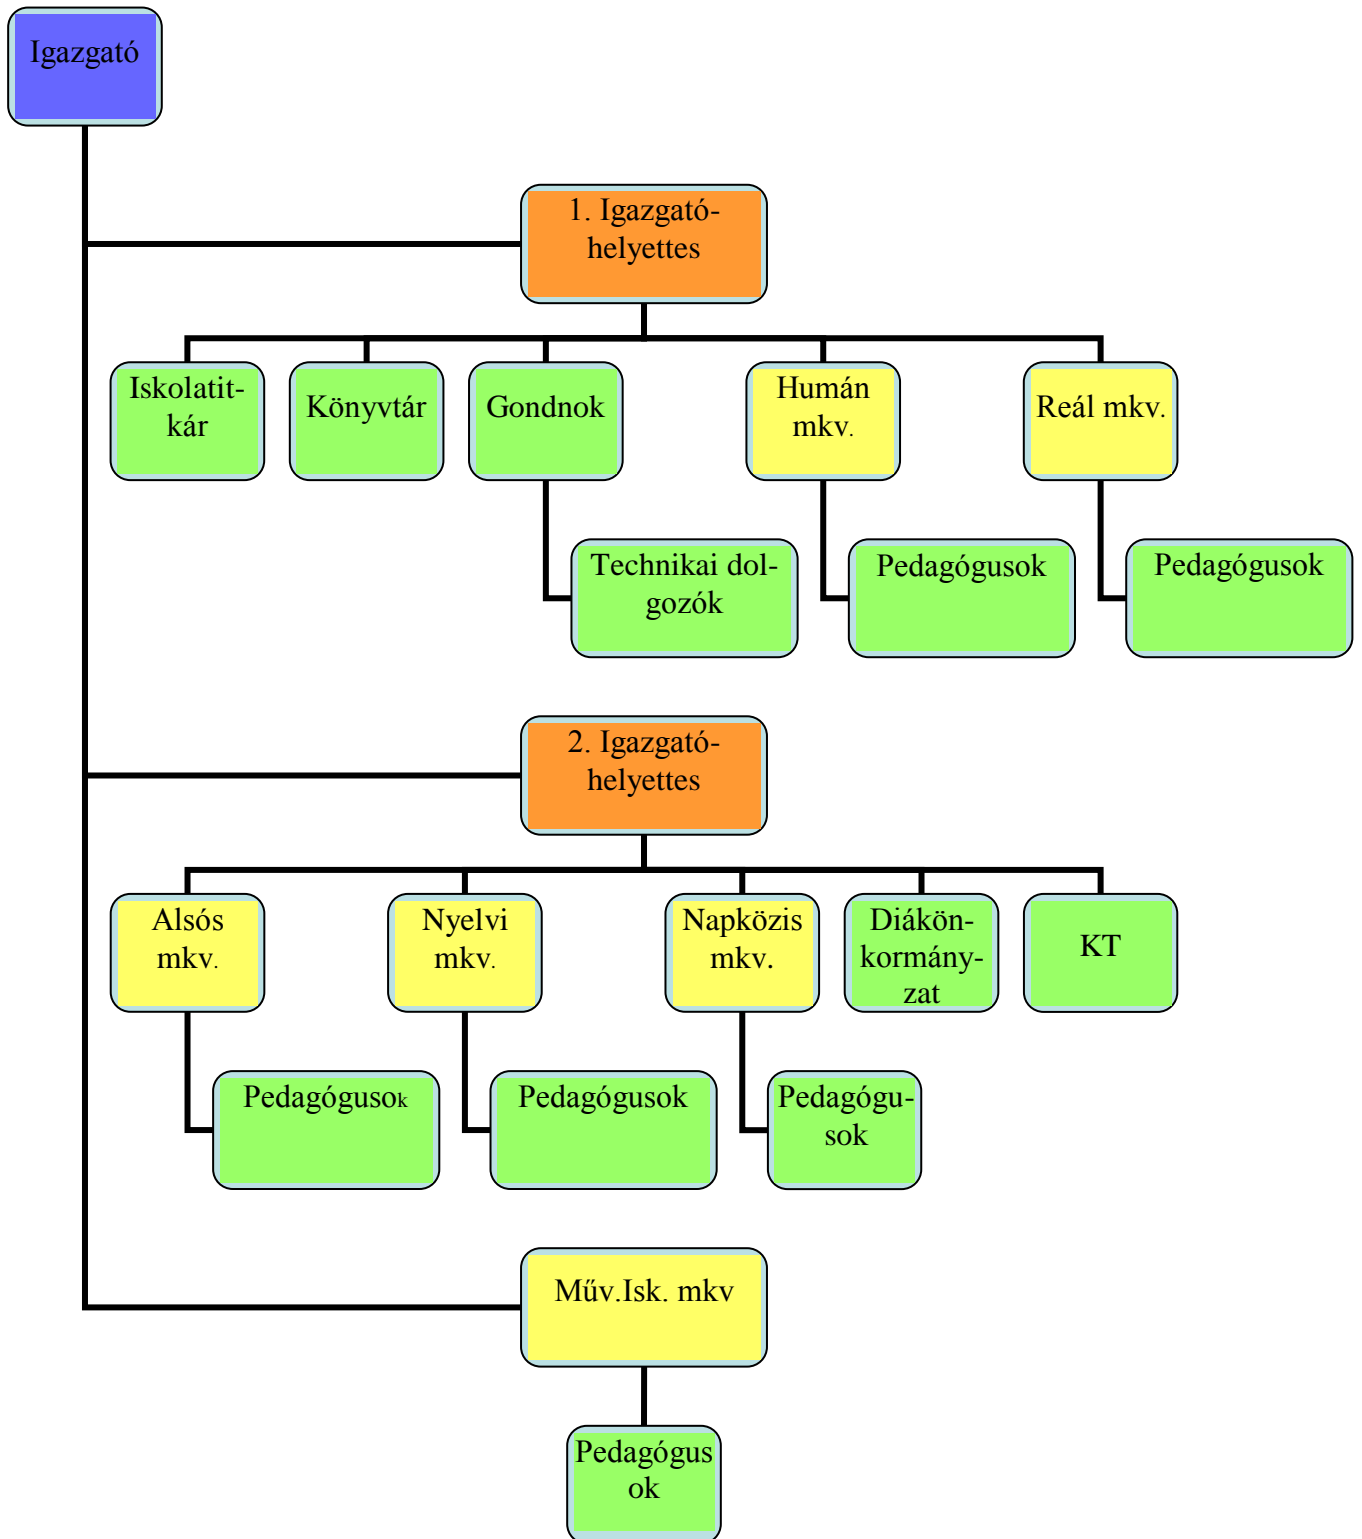 Igazgató
1. Igazgató-
helyettes
Iskolatit-
kár
Könyvtár
Gondnok
Humán
mkv.
Reál mkv.
Technikai dol-
gozók
Pedagógusok
Pedagógusok
2. Igazgató-
helyettes
Alsós
mkv.
Nyelvi
mkv.
Napközis
mkv.
Diákön-
kormány-
zat
KT
Pedagógusok
Pedagógusok
Pedagógu-
sok
Műv.Isk. mkv
Pedagógus
ok